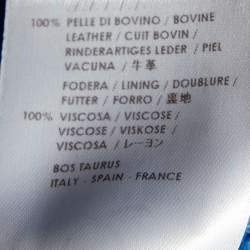 100% PELLE DI BOVINO / BOVINE
LEATHER / CUIT BOVIN /
RINDERARTIGES LEDER / PIEL
VACUNA / 牛革
FODERA / LINING / DOUBLURE /
FUTTER / FORRO / 裏地
100% VISCOSA / VISCOSE /
VISCOSE / VISKOSE /
VISCOSA / レーヨン
BOS TAURUS
ITALY - SPAIN - FRANCE